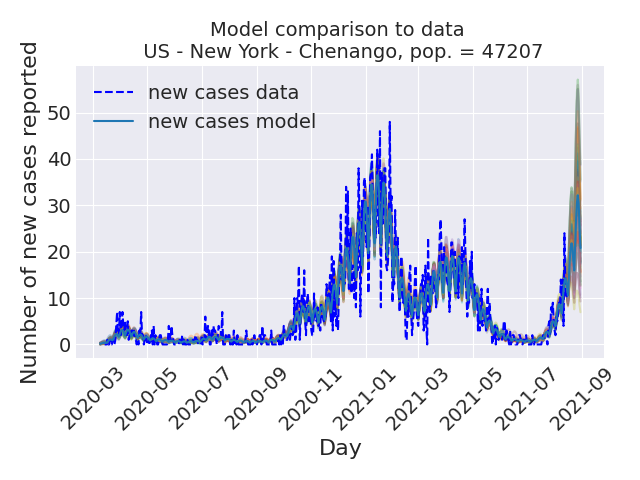 Model comparison to data
US - New York - Chenango, pop. = 47207
Number of new cases reported
new cases data
new cases model
50
40
30
20
10
0
2020-03
2020-05
2020-07
2020-09
2020-11
2021-01
2021-03
2021-05
2021-07
2021-09
Day